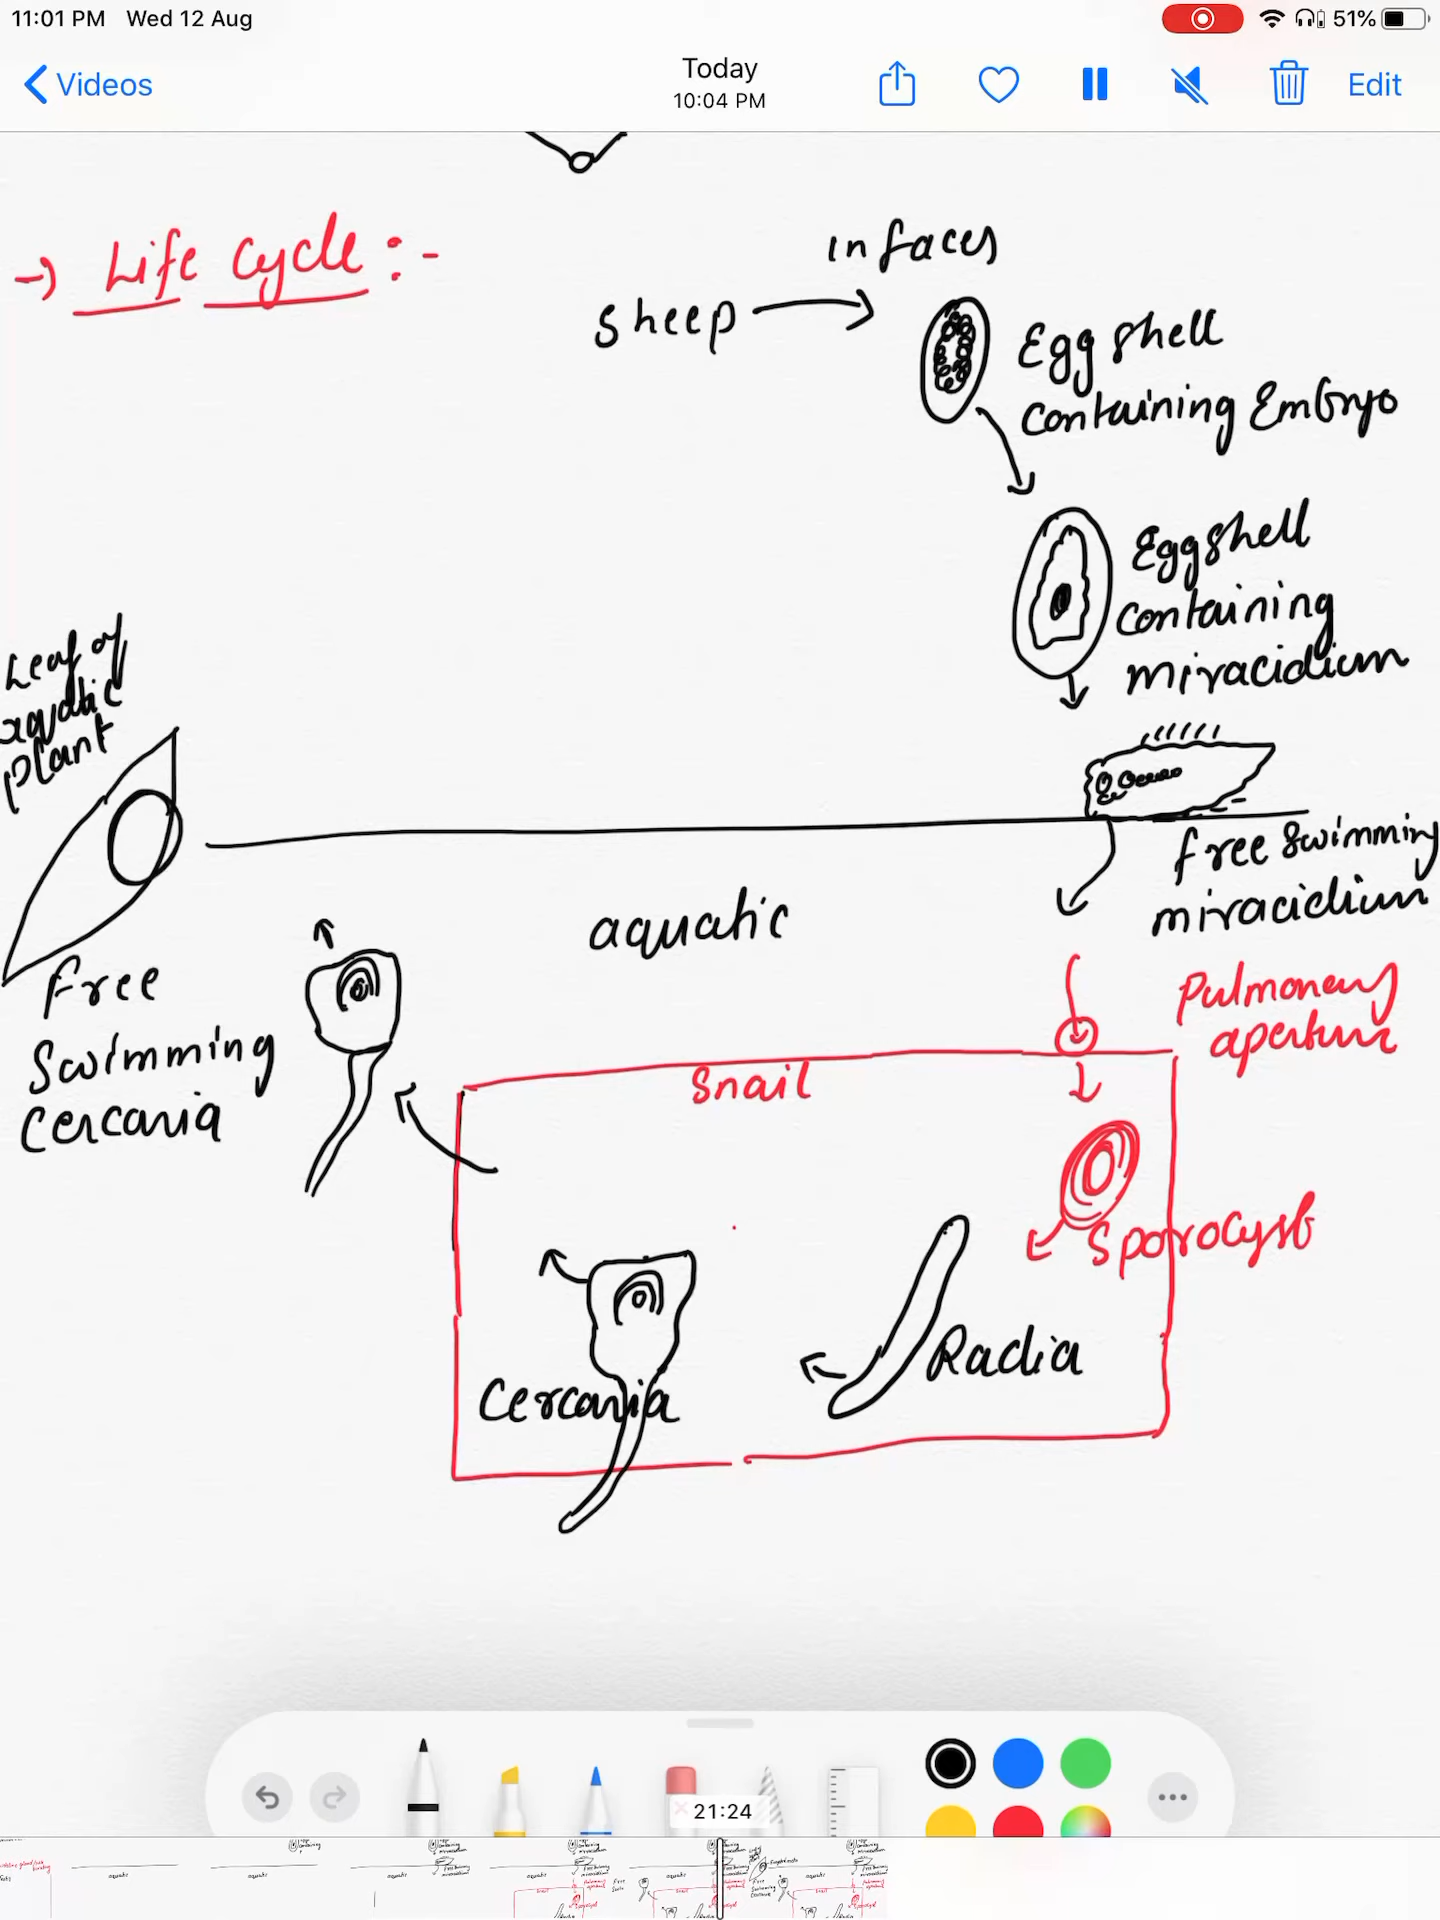 11:01 PM Wed 12 Aug
51%
Videos
Today
10:04 PM
Edit
→ Life Cycle :-
in faces
Sheep →
Egg shell
containing Embryo
Eggshell
containing
miracidium
Leaf of
aquatic
plant
free swimming
miracidium
aquatic
Free
Swimming
Cercaria
Pulmonary
aperture
Snail
Sporocyst
Radia
Cercaria
21:24